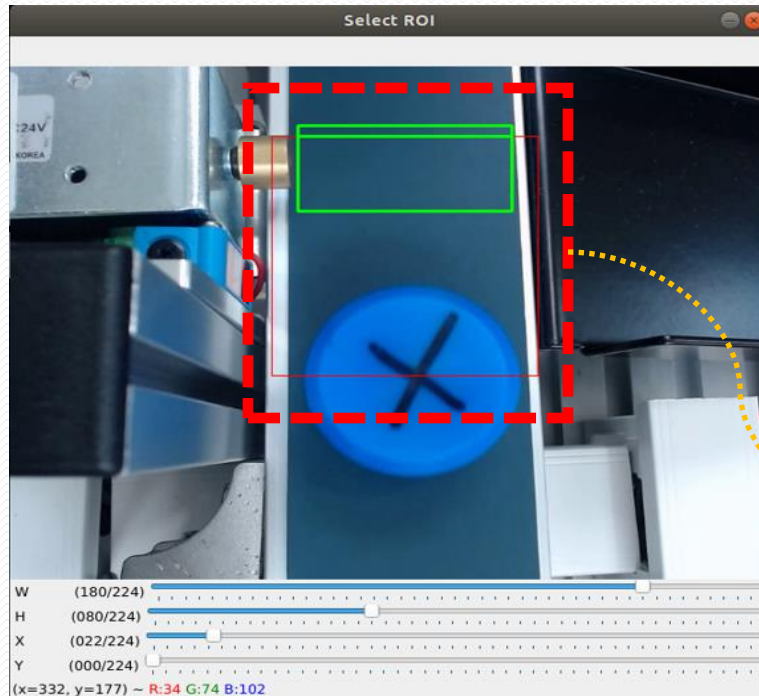 Select ROI
:24V
KOREA
W (180/224)
H (080/224)
X (022/224)
Y (000/224)
(x=332, y=177) ~ R:34 G:74 B:102